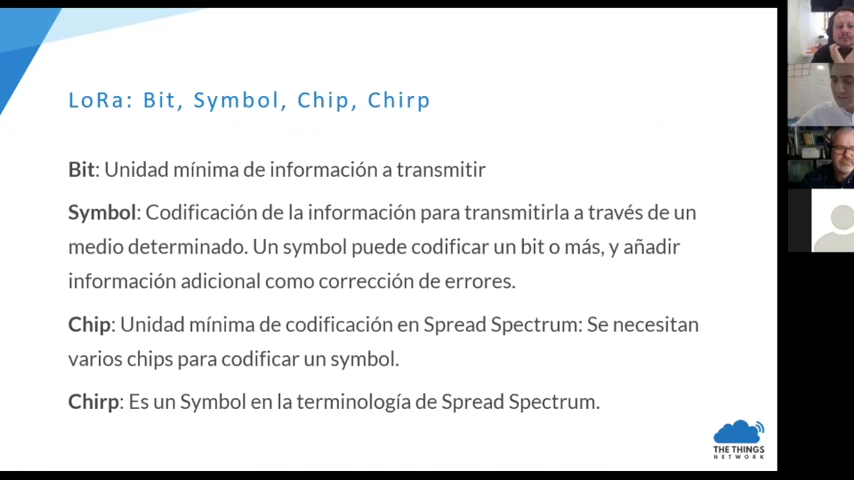 LoRa: Bit, Symbol, Chip, Chirp
Bit: Unidad mínima de información a transmitir
Symbol: Codificación de la información para transmitirla a través de un
medio determinado. Un symbol puede codificar un bit o más, y añadir
información adicional como corrección de errores.
Chip: Unidad mínima de codificación en Spread Spectrum: Se necesitan
varios chips para codificar un symbol.
Chirp: Es un Symbol en la terminología de Spread Spectrum.
THE THINGS
NETWORK